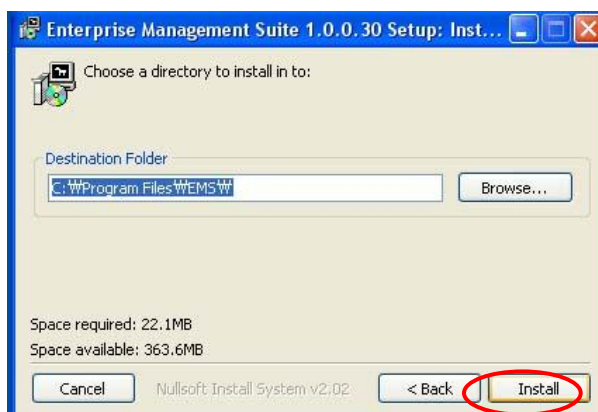 Enterprise Management Suite 1.0.0.30 Setup: Inst...
Choose a directory to install in to:
Destination Folder
C:₩Program Files₩EMS₩
Browse...
Space required: 22.1MB
Space available: 363.6MB
Cancel
Nullsoft Install System v2.02
< Back
Install